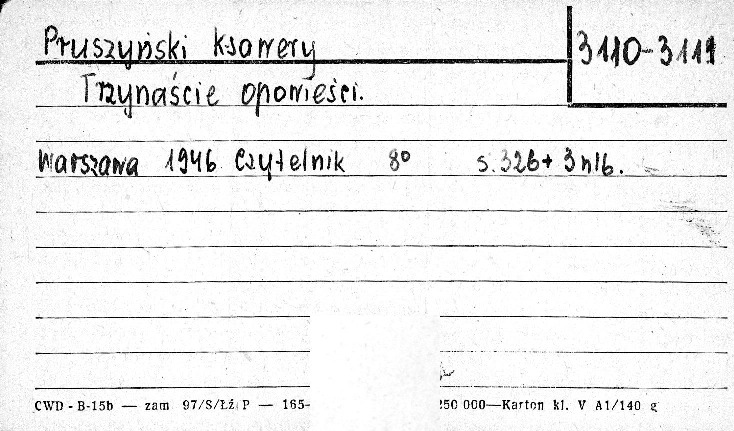 Pruszyński Ksawery
3110-3111
Trzynaście opowieści.
Warszawa 1946 Czytelnik 8° s. 326 + 3 nlb.
CWD - B-15b — zam 97/S/Łź P — 165- 250 000—Karton kl. V A1/140 g